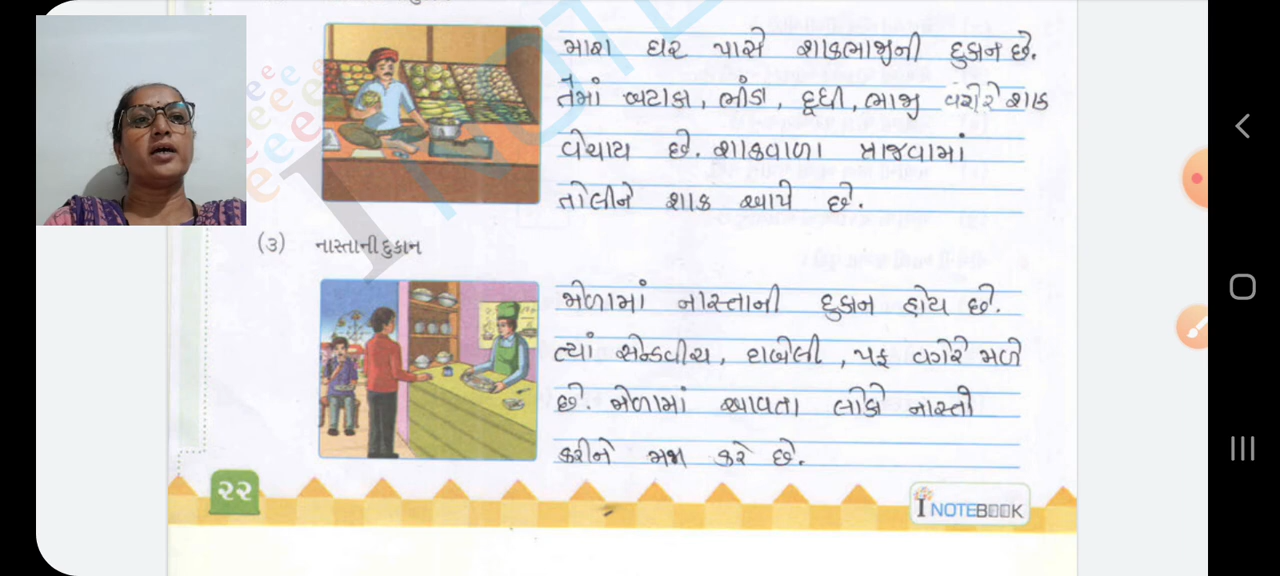 મારા ઘર પાસે શાકભાજીની દુકાન છે.
તેમાં બટાકા, ભીંડા, દૂધી, ભાજી વગેરે શાક
વેચાય છે. શાકવાળા ત્રાજવામાં
તોલીને શાક આપે છે.
(૩) નાસ્તાની દુકાન
મેળામાં નાસ્તાની દુકાન હોય છે.
ત્યાં સેન્ડવીચ, દાબેલી, પફ વગેરે મળે
છે. મેળામાં આવતા લોકો નાસ્તો
કરીને મજા કરે છે.
૨૨
I NOTEBOOK